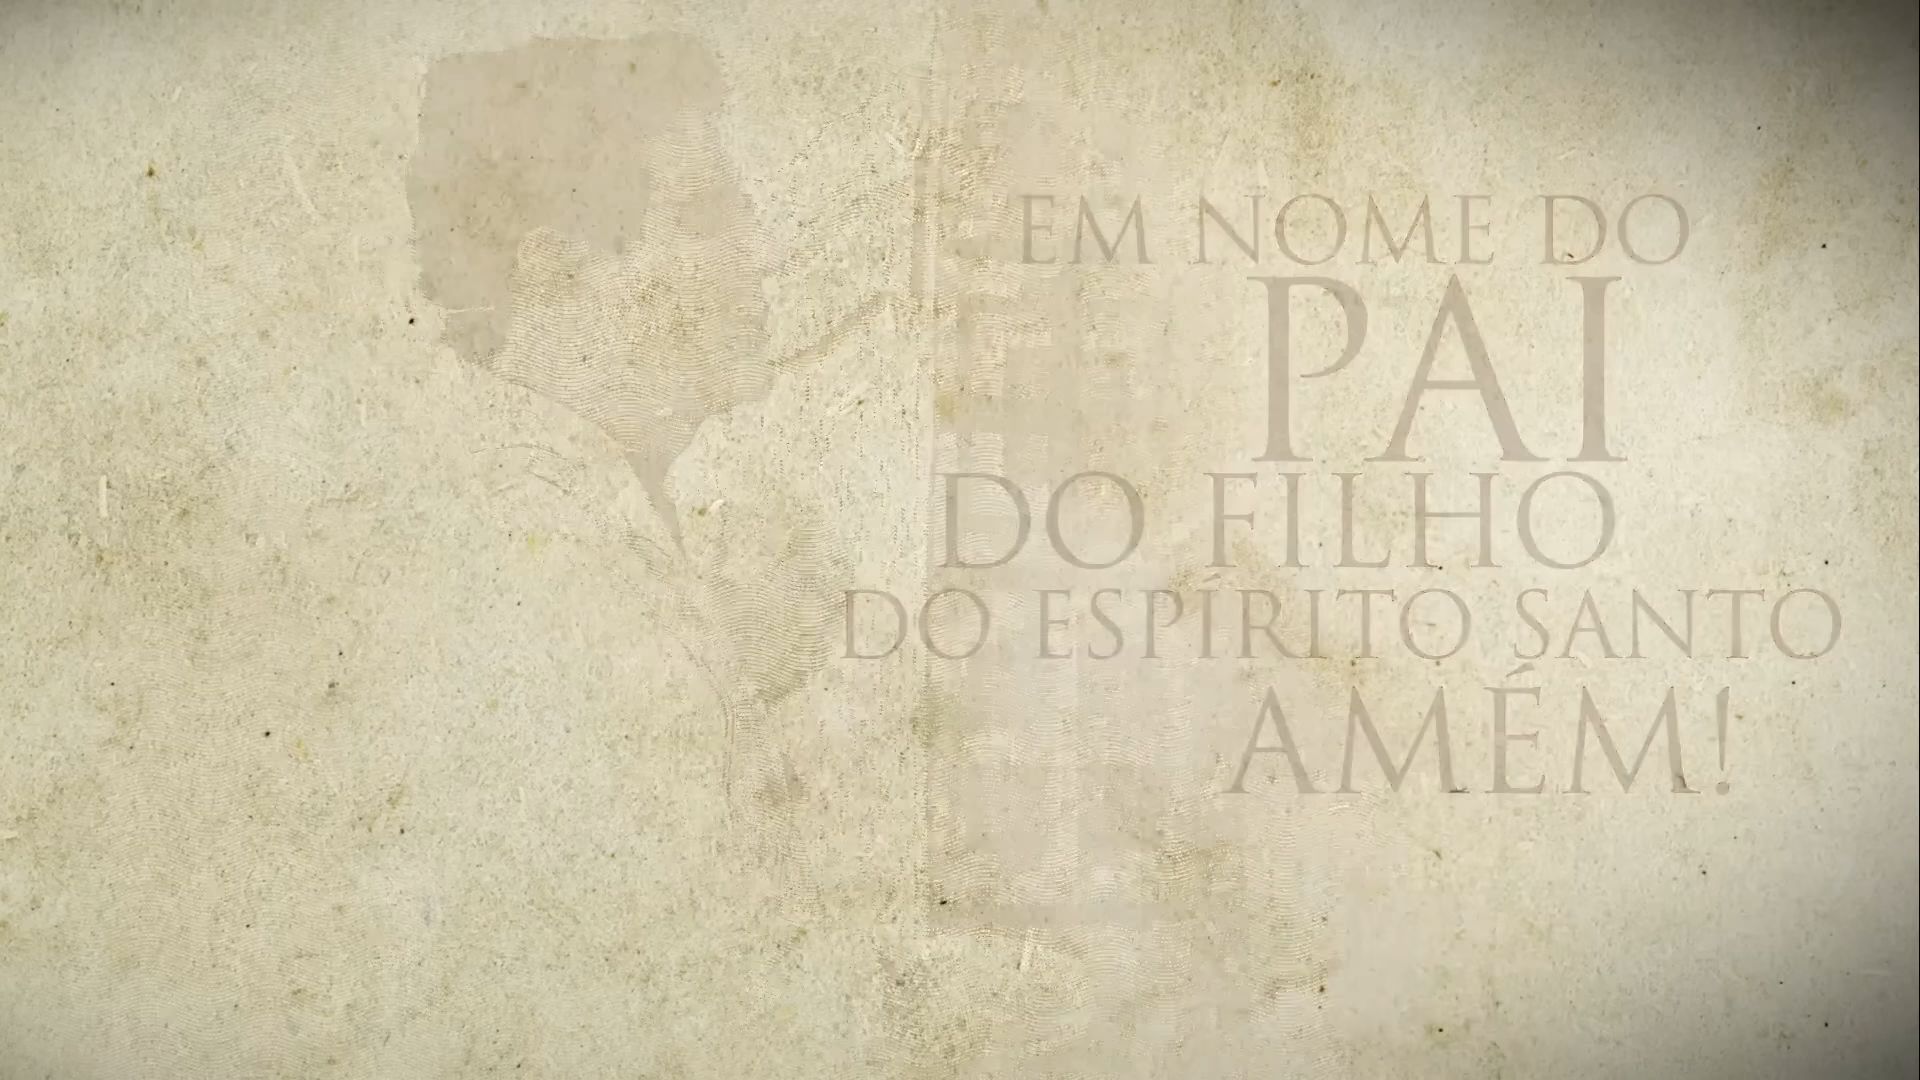 EM NOME DO
PAI
DO FILHO
DO ESPÍRITO SANTO
AMÉM!